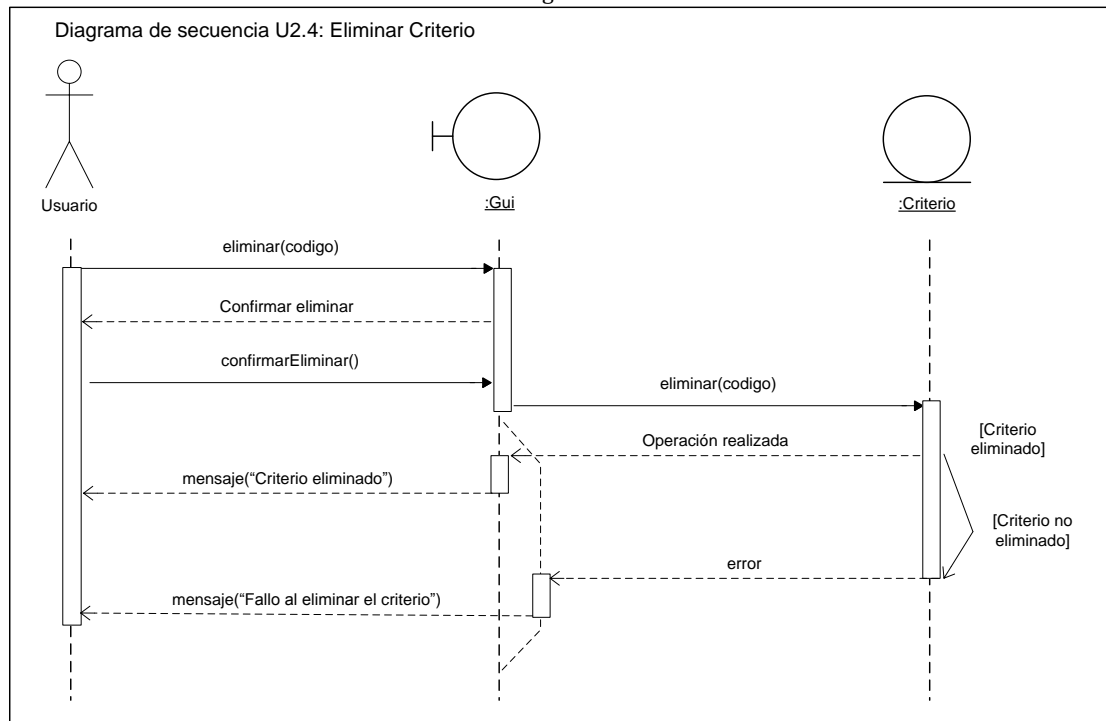 Diagrama de secuencia U2.4: Eliminar Criterio
Usuario
:Gui
:Criterio
eliminar(codigo)
Confirmar eliminar
confirmarEliminar()
eliminar(codigo)
[Criterio
eliminado]
Operación realizada
mensaje(“Criterio eliminado”)
[Criterio no
eliminado]
error
mensaje(“Fallo al eliminar el criterio”)